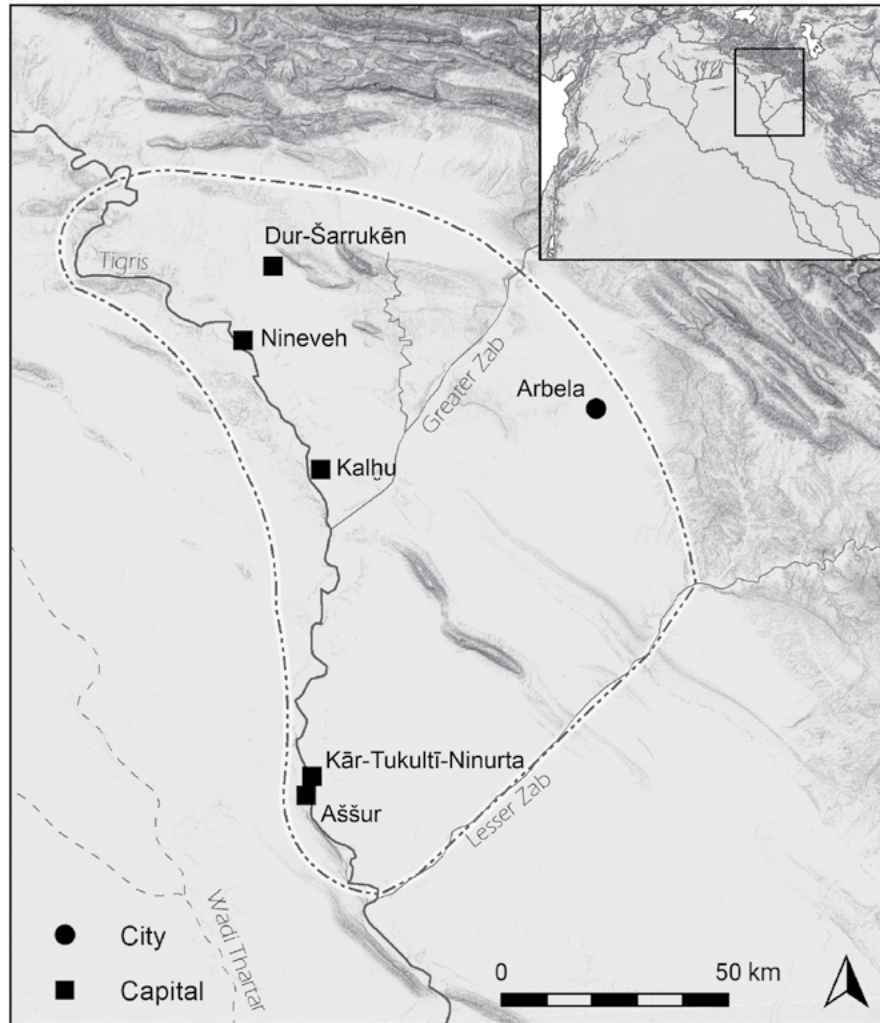 Dur-Šarrukēn
Tigris
Nineveh
Greater Zab
Arbela
Kalḫu
Kār-Tukultī-Ninurta
Aššur
Lesser Zab
Wadi Thartar
City
Capital
0 50 km